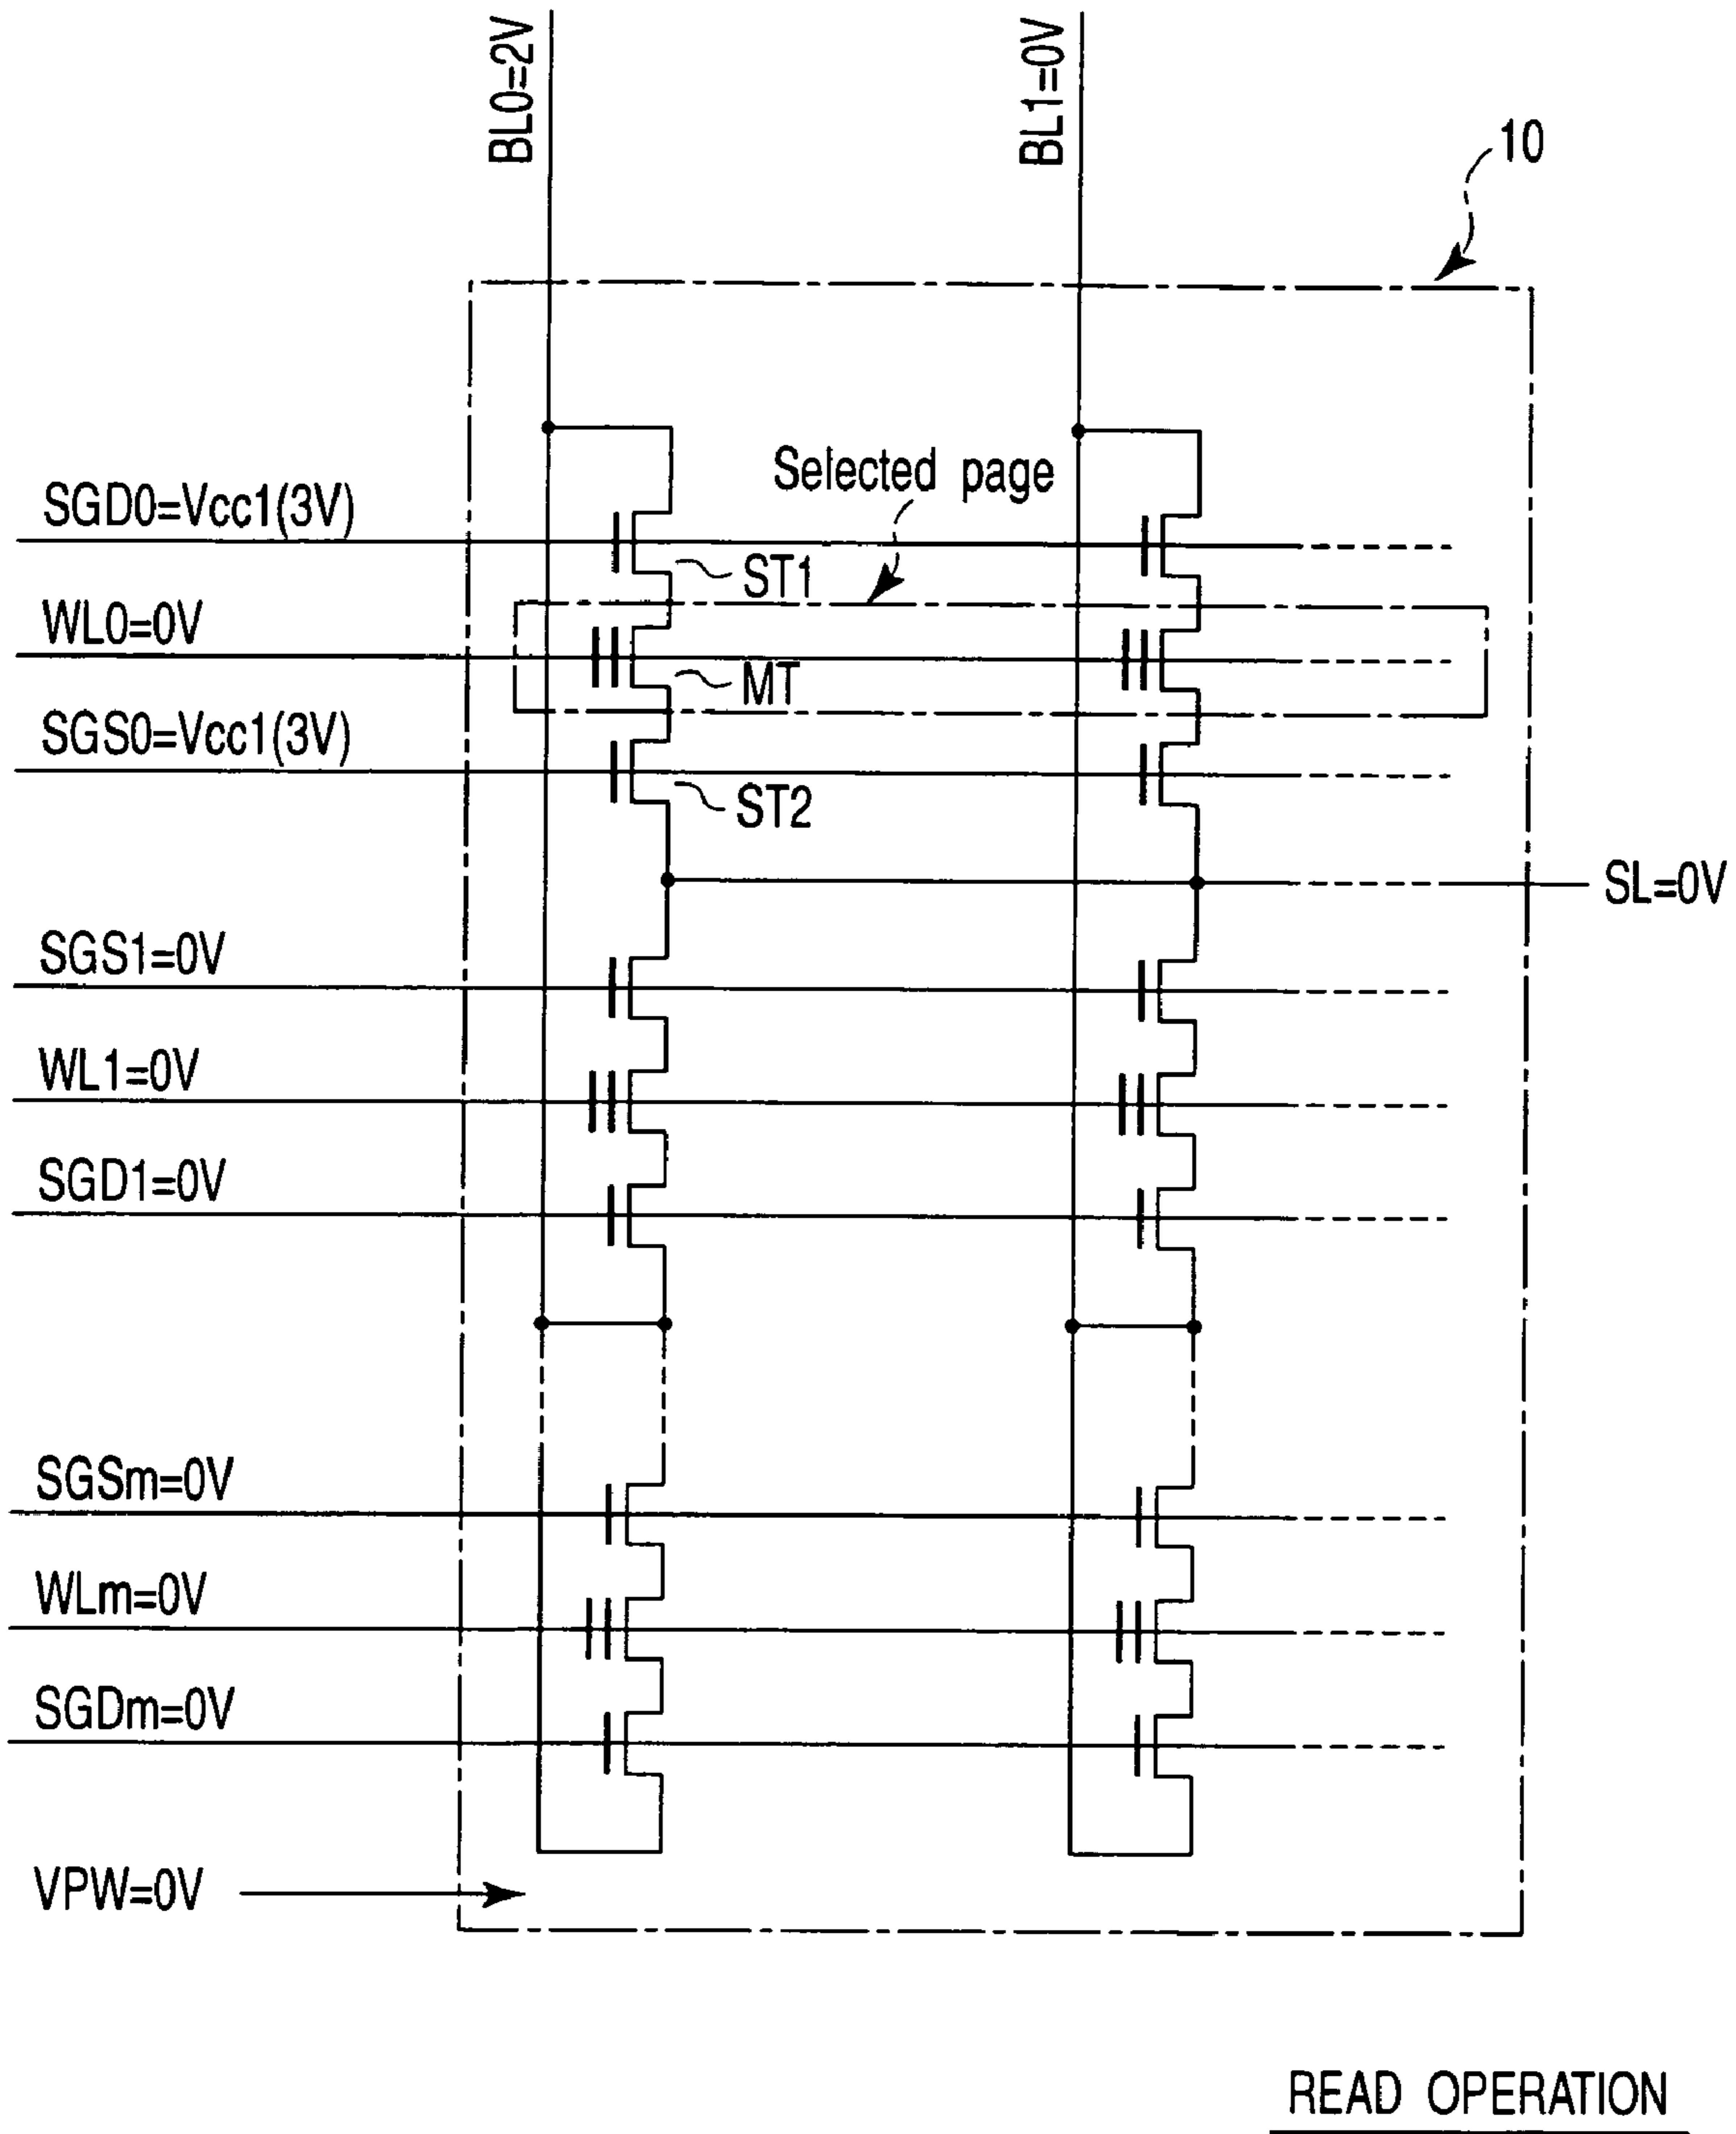 BL0=2V
BL1=0V
10
Selected page
SGD0=Vcc1(3V)
ST1
WL0=0V
MT
SGS0=Vcc1(3V)
ST2
SL=0V
SGS1=0V
WL1=0V
SGD1=0V
SGSm=0V
WLm=0V
SGDm=0V
VPW=0V
READ OPERATION